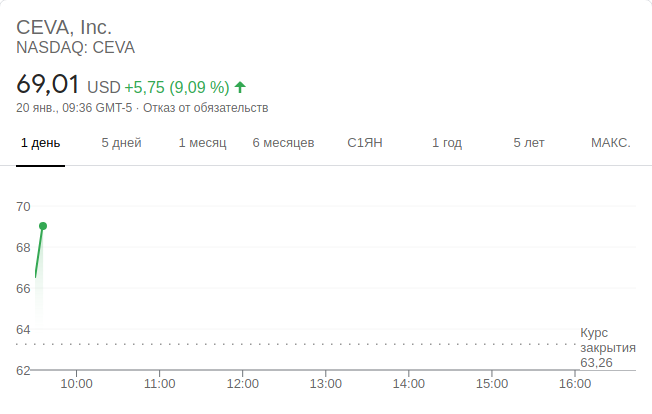 CEVA, Inc.
NASDAQ: CEVA
69,01 USD +5,75 (9,09 %)
20 янв., 09:36 GMT-5 · Отказ от обязательств
1 день 5 дней 1 месяц 6 месяцев С1ЯН 1 год 5 лет МАКС.
70
68
66
64
Курс
закрытия
63,26
62
10:00 11:00 12:00 13:00 14:00 15:00 16:00